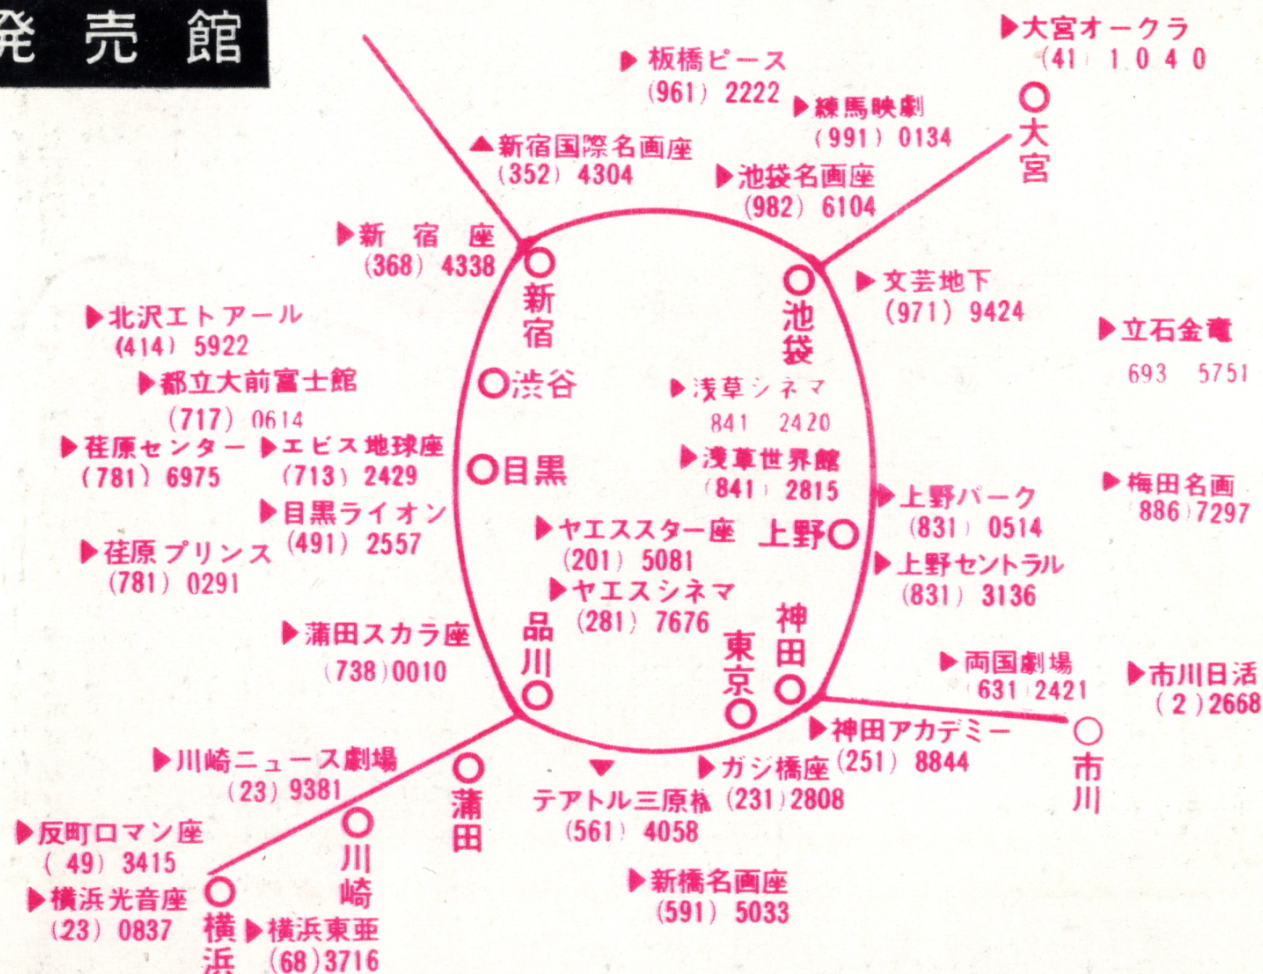 発売館
▶大宮オークラ
(41) 1040
▶板橋ピース
(961) 2222
▶練馬映劇
(991) 0134
大宮
▲新宿国際名画座
(352) 4304
▶池袋名画座
(982) 6104
▶新宿座
(368) 4338
新宿
池袋
▶文芸地下
(971) 9424
▶北沢エトアール
(414) 5922
▶立石金竜
693 5751
▶都立大前富士館
(717) 0614
渋谷
▶浅草シネマ
841 2420
▶荏原センター
(781) 6975
▶エビス地球座
(713) 2429
目黒
▶浅草世界館
(841) 2815
▶梅田名画
886)7297
▶目黒ライオン
(491) 2557
▶上野パーク
(831) 0514
▶荏原プリンス
(781) 0291
▶ヤエススター座
(201) 5081
上野
▶上野セントラル
(831) 3136
▶ヤエスシネマ
(281) 7676
▶蒲田スカラ座
(738)0010
品川
東京
神田
▶両国劇場
(631)2421
▶市川日活
(2)2668
▶神田アカデミー
(251) 8844
市川
▶川崎ニュース劇場
(23) 9381
蒲田
▼
テアトル三原橋
(561) 4058
▶ガジ橋座
(231)2808
▶反町ロマン座
(49) 3415
川崎
▶新橋名画座
(591) 5033
▶横浜光音座
(23) 0837
横浜
▶横浜東亜
(68)3716